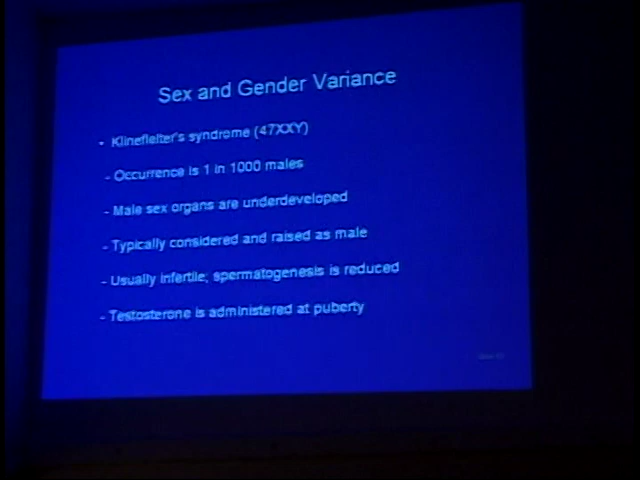 Sex and Gender Variance
• Klinefelter's syndrome (47XXY)
- Occurrence is 1 in 1000 males
- Male sex organs are underdeveloped
- Typically considered and raised as male
- Usually infertile; spermatogenesis is reduced
- Testosterone is administered at puberty